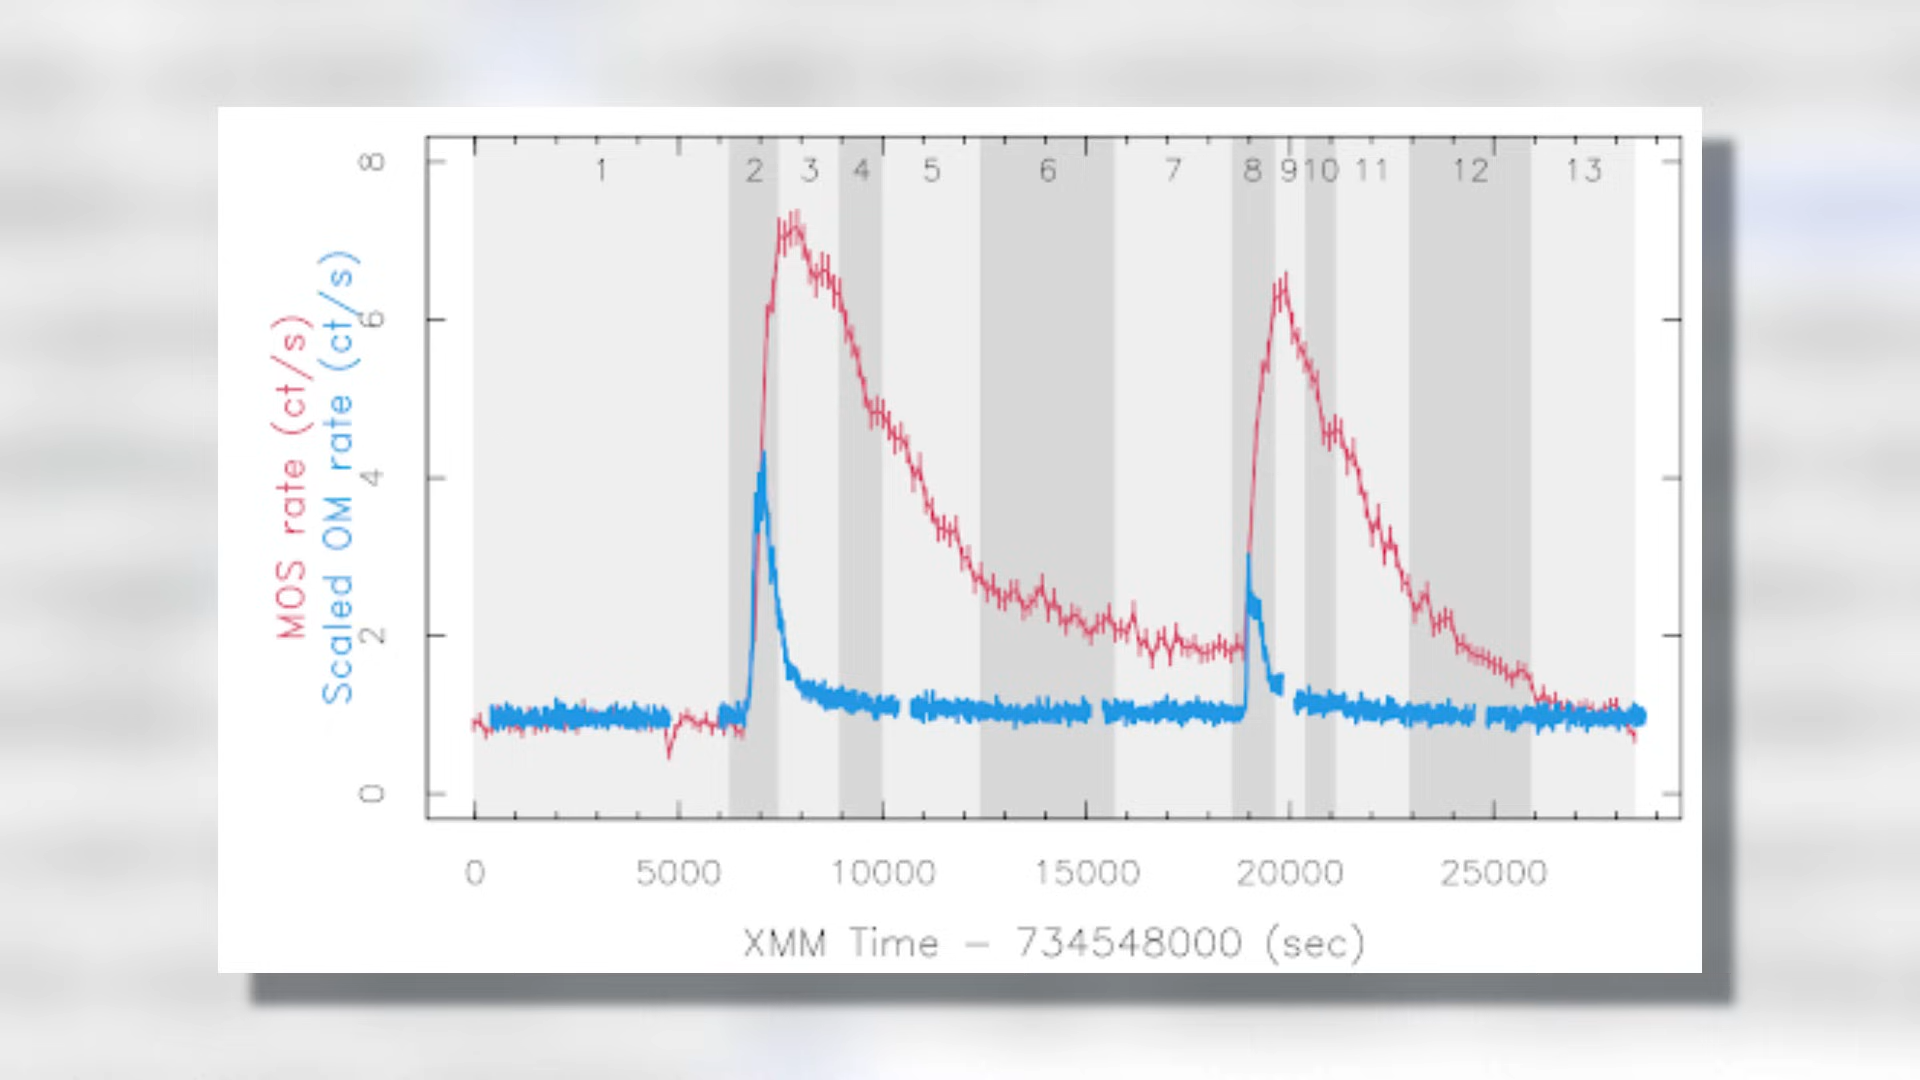 1 2 3 4 5 6 7 8 9 10 11 12 13
MOS rate (ct/s)
Scaled OM rate (ct/s)
8
6
4
2
0
0 5000 10000 15000 20000 25000
XMM Time - 734548000 (sec)